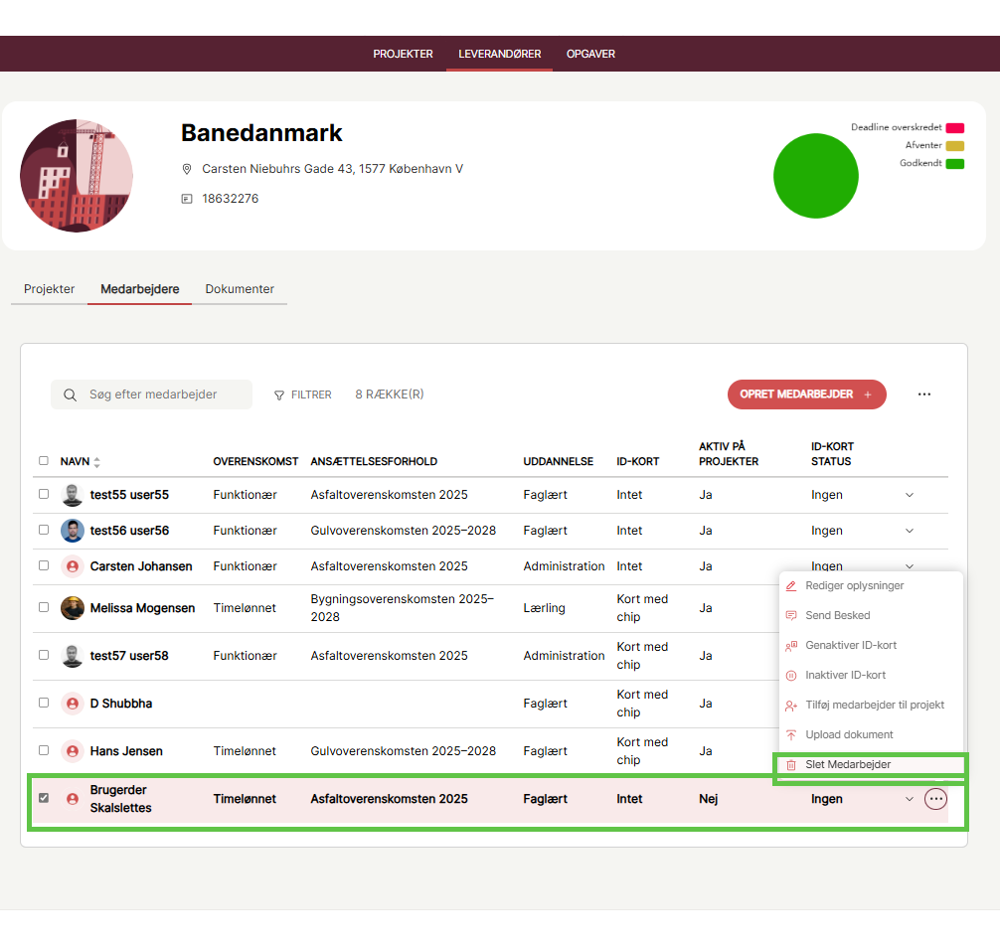 PROJEKTER LEVERANDØRER OPGAVER
Banedanmark
Carsten Niebuhrs Gade 43, 1577 København V
18632276
Deadline overskredet
Afventer
Godkendt
Projekter Medarbejdere Dokumenter
Søg efter medarbejder FILTRER 8 RÆKKE(R) OPRET MEDARBEJDER +
NAVN OVERENSKOMST ANSÆTTELSESFORHOLD UDDANNELSE ID-KORT AKTIV PÅ PROJEKTER ID-KORT STATUS
test55 user55 Funktionær Asfaltoverenskomsten 2025 Faglært Intet Ja Ingen
test56 user56 Funktionær Gulvoverenskomsten 2025–2028 Faglært Intet Ja Ingen
Carsten Johansen Funktionær Asfaltoverenskomsten 2025 Administration Intet Ja Ingen
Melissa Mogensen Timelønnet Bygningsoverenskomsten 2025–2028 Lærling Kort med chip Ja
test57 user58 Funktionær Asfaltoverenskomsten 2025 Administration Kort med chip Ja
D Shubbha Faglært Kort med chip Ja
Hans Jensen Timelønnet Gulvoverenskomsten 2025–2028 Faglært Kort med chip Ja
Brugerder Skalslettes Timelønnet Asfaltoverenskomsten 2025 Faglært Intet Nej Ingen
Rediger oplysninger
Send Besked
Genaktiver ID-kort
Inaktiver ID-kort
Tilføj medarbejder til projekt
Upload dokument
Slet Medarbejder